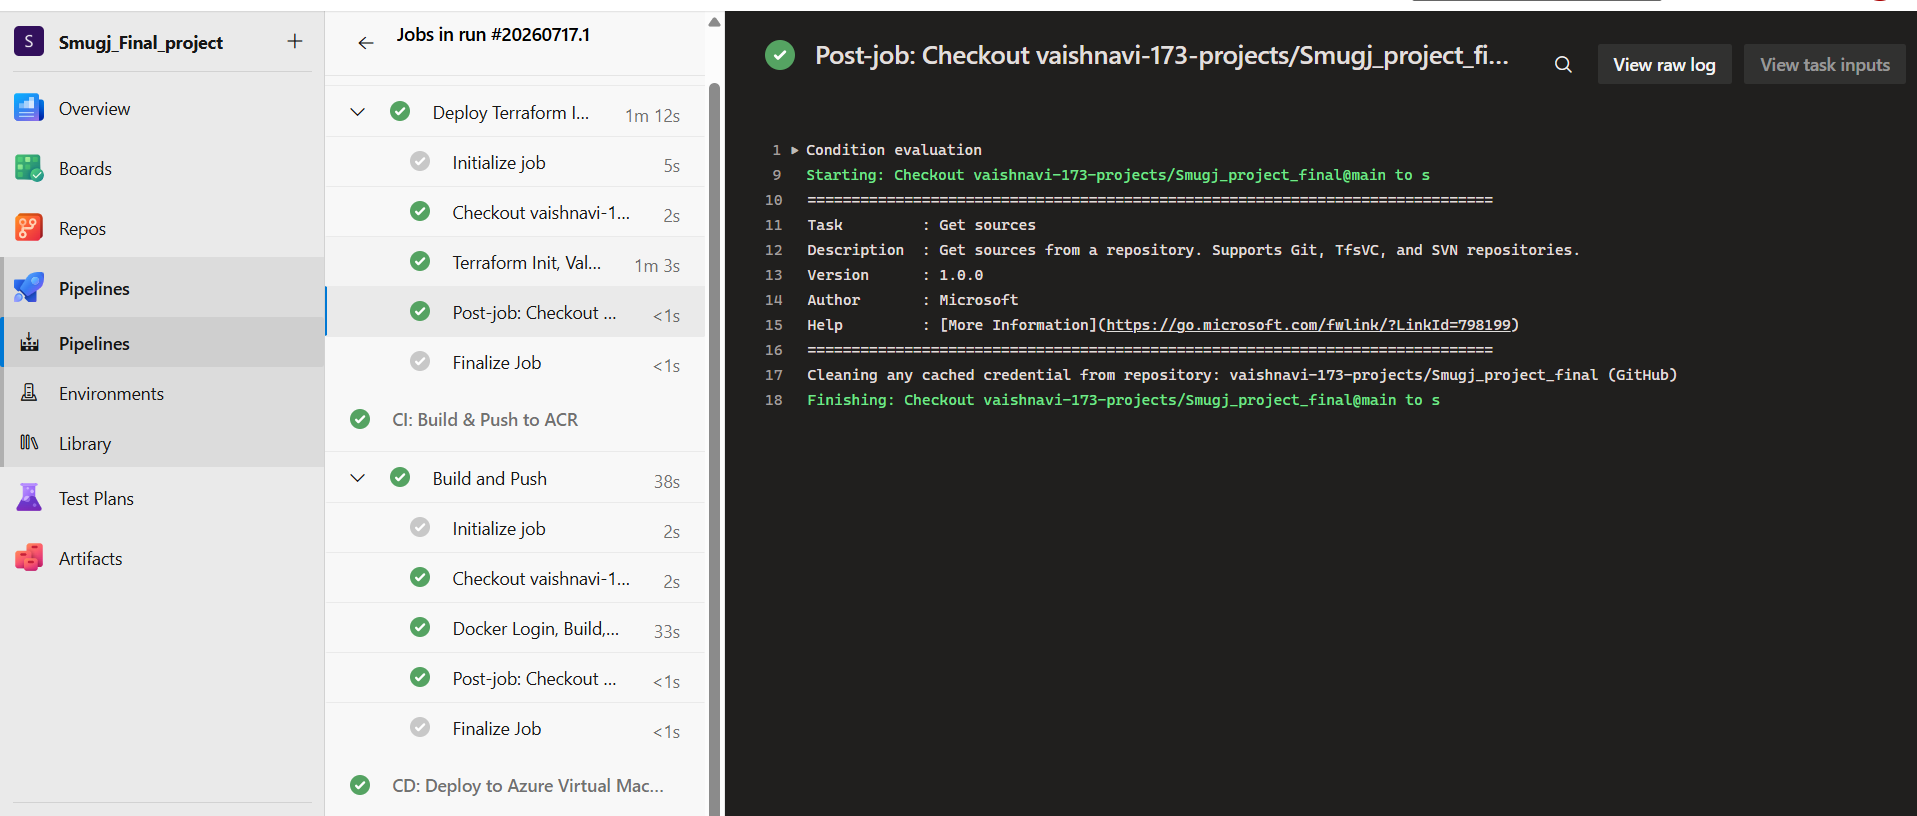 S Smugj_Final_project +
Overview
Boards
Repos
Pipelines
Pipelines
Environments
Library
Test Plans
Artifacts
Jobs in run #20260717.1
Deploy Terraform I... 1m 12s
Initialize job 5s
Checkout vaishnavi-1... 2s
Terraform Init, Val... 1m 3s
Post-job: Checkout ... <1s
Finalize Job <1s
CI: Build & Push to ACR
Build and Push 38s
Initialize job 2s
Checkout vaishnavi-1... 2s
Docker Login, Build,... 33s
Post-job: Checkout ... <1s
Finalize Job <1s
CD: Deploy to Azure Virtual Mac...
Post-job: Checkout vaishnavi-173-projects/Smugj_project_fi...
View raw log
View task inputs
1 Condition evaluation
9 Starting: Checkout vaishnavi-173-projects/Smugj_project_final@main to s
10 ==============================================================================
11 Task : Get sources
12 Description : Get sources from a repository. Supports Git, TfsVC, and SVN repositories.
13 Version : 1.0.0
14 Author : Microsoft
15 Help : [More Information](https://go.microsoft.com/fwlink/?LinkId=798199)
16 ==============================================================================
17 Cleaning any cached credential from repository: vaishnavi-173-projects/Smugj_project_final (GitHub)
18 Finishing: Checkout vaishnavi-173-projects/Smugj_project_final@main to s